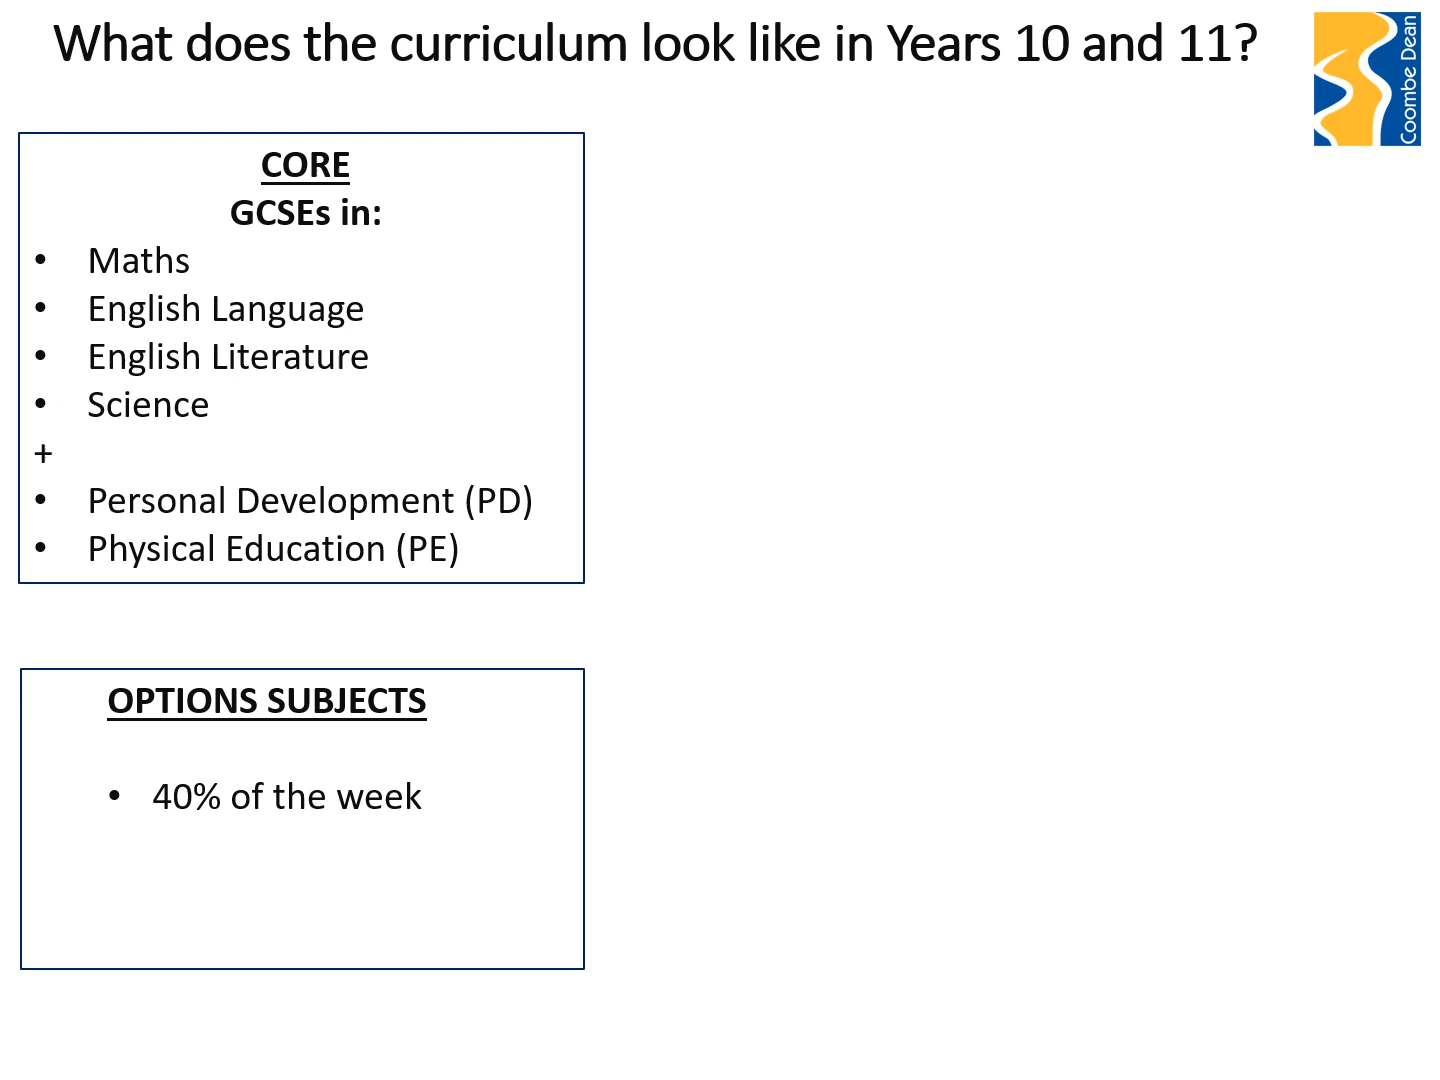 What does the curriculum look like in Years 10 and 11?
Coombe Dean
CORE
GCSEs in:
• Maths
• English Language
• English Literature
• Science
+
• Personal Development (PD)
• Physical Education (PE)
OPTIONS SUBJECTS
• 40% of the week